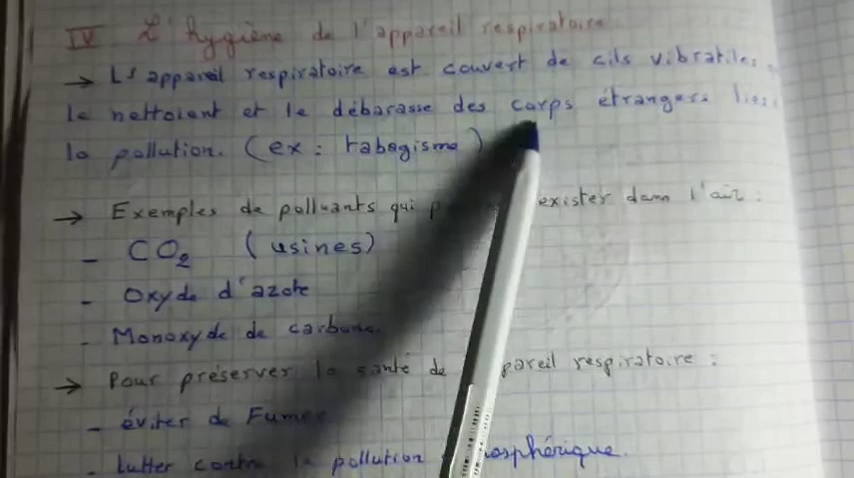 IV L'hygiène de l'appareil respiratoire
→ L'appareil respiratoire est couvert de cils vibratiles
le nettoient et le débarasse des corps étrangers
la pollution. (ex : tabagisme)
→ Exemples de polluants qui exister dans l'air :
- CO2 (usines)
- Oxyde d'azote
- Monoxyde de carbone
→ Pour préserver la santé de pareil respiratoire :
- éviter de Fumer
- Lutter contre la pollution osphérique.